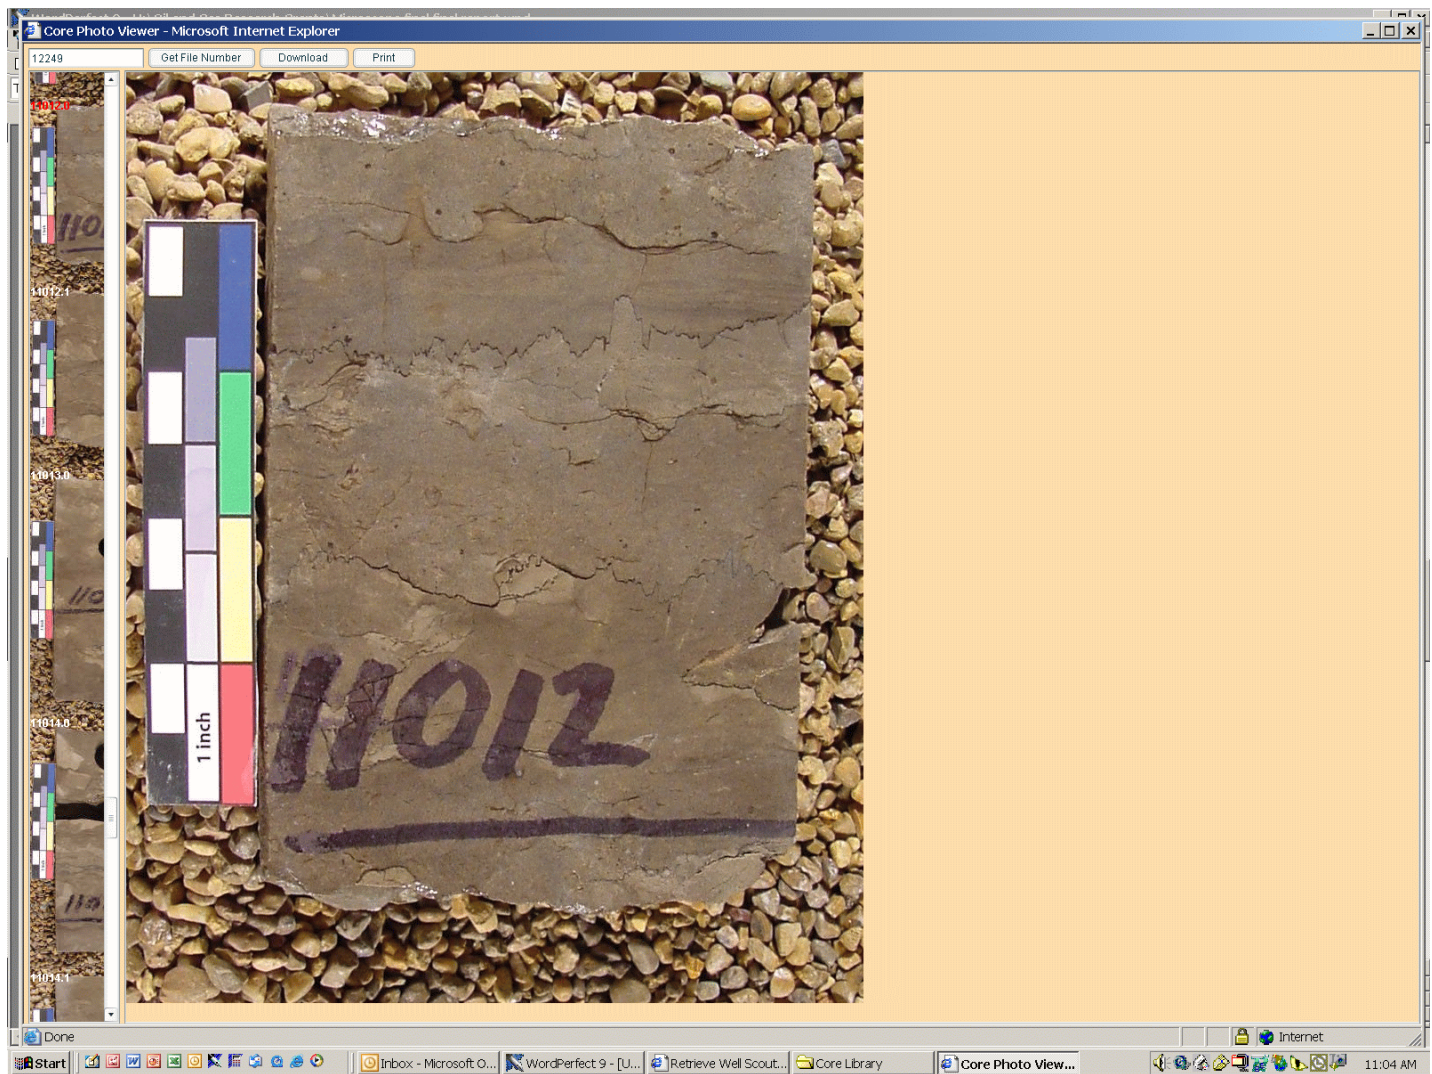 Core Photo Viewer - Microsoft Internet Explorer
12249
Get File Number
Download
Print
11012.0
11012.1
11013.0
11014.0
11014.1
1 inch
11012
Done
Internet
Start
Inbox - Microsoft O...
WordPerfect 9 - [U...
Retrieve Well Scout...
Core Library
Core Photo View...
11:04 AM